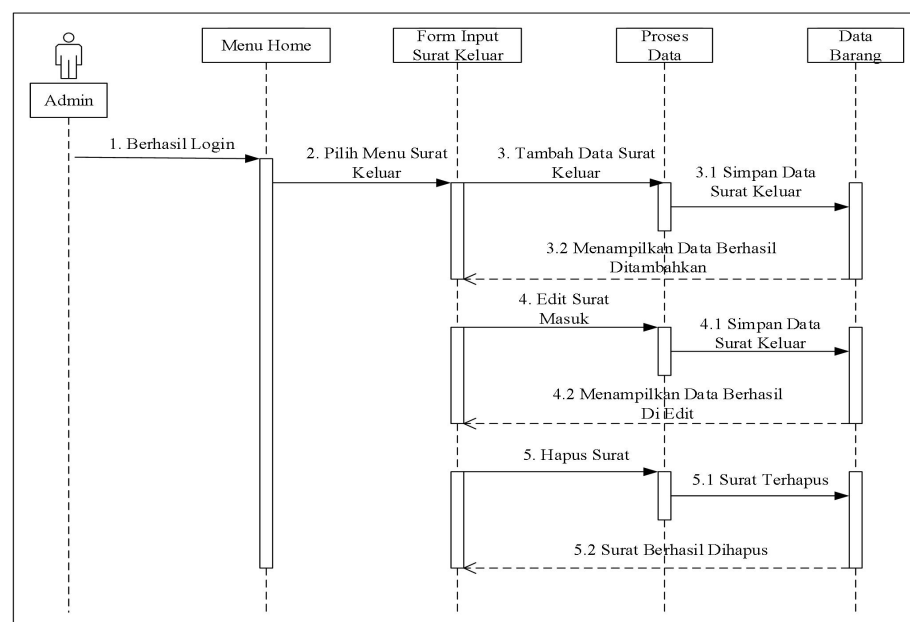 Menu Home
Form Input
Surat Keluar
Proses
Data
Data
Barang
Admin
1. Berhasil Login
2. Pilih Menu Surat
Keluar
3. Tambah Data Surat
Keluar
3.1 Simpan Data
Surat Keluar
3.2 Menampilkan Data Berhasil
Ditambahkan
4. Edit Surat
Masuk
4.1 Simpan Data
Surat Keluar
4.2 Menampilkan Data Berhasil
Di Edit
5. Hapus Surat
5.1 Surat Terhapus
5.2 Surat Berhasil Dihapus